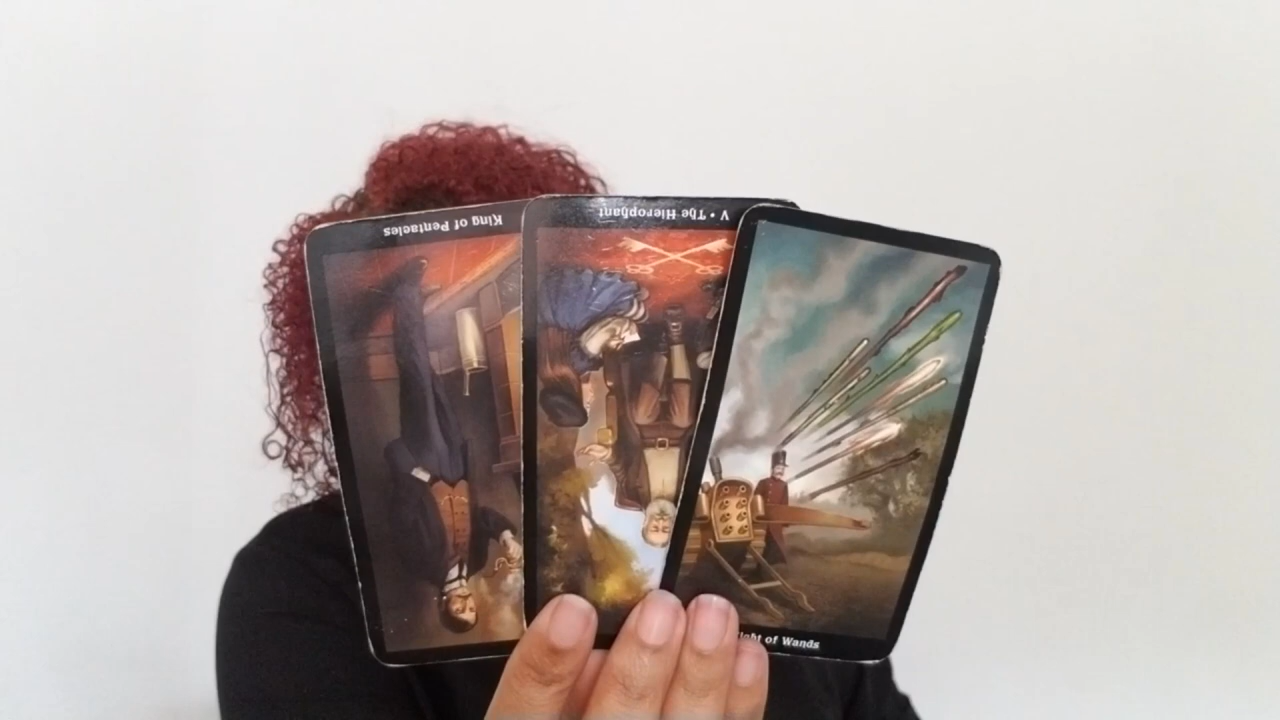 King of Pentacles
V • The Hierophant
ight of Wands